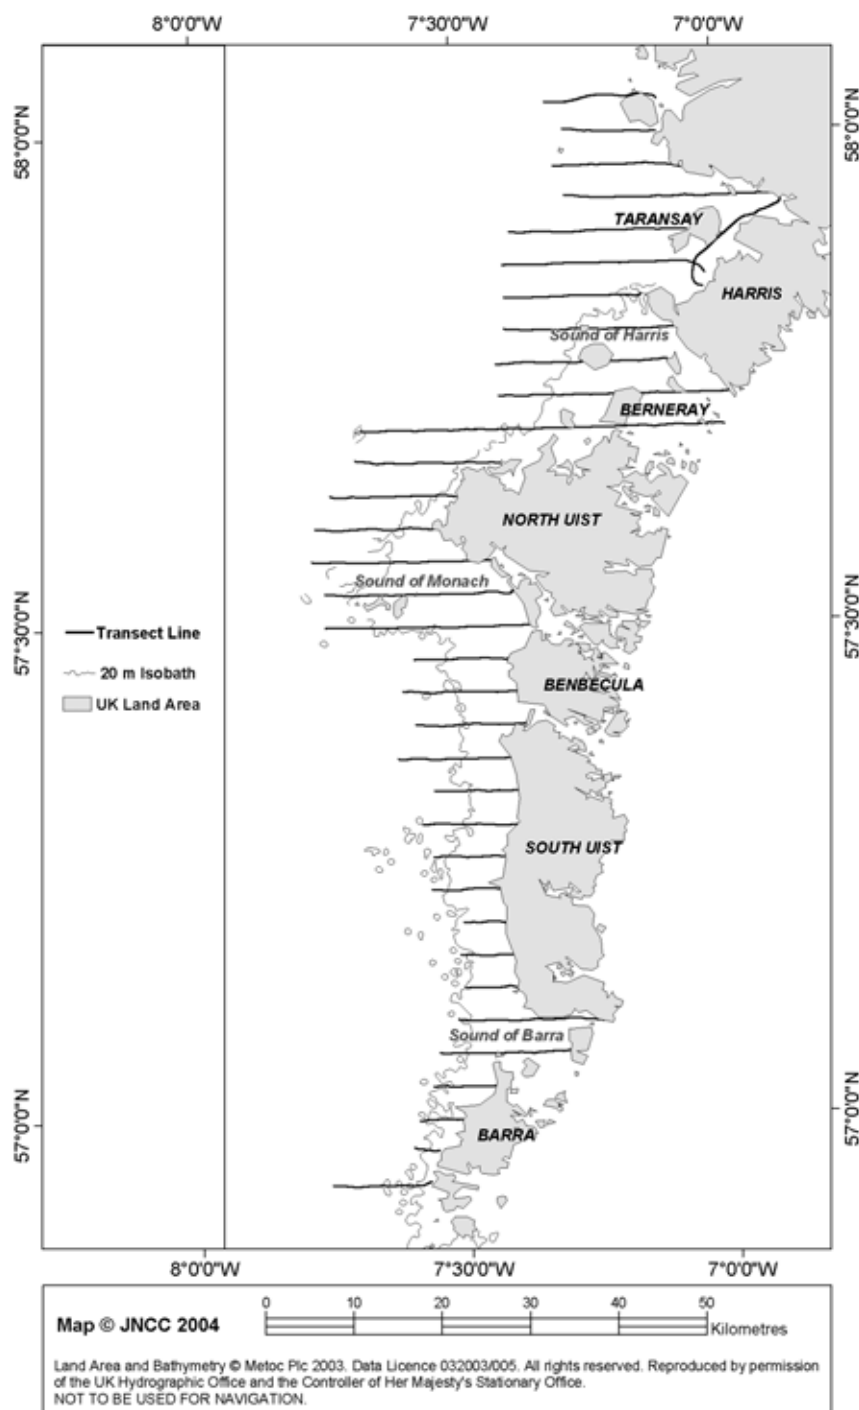 8°0'0"W 7°30'0"W 7°0'0"W
58°0'0"N
58°0'0"N
TARANSAY
HARRIS
Sound of Harris
BERNERAY
NORTH UIST
Sound of Monach
57°30'0"N
57°30'0"N
Transect Line
20 m Isobath
UK Land Area
BENBECULA
SOUTH UIST
Sound of Barra
57°0'0"N
57°0'0"N
BARRA
8°0'0"W 7°30'0"W 7°0'0"W
Map © JNCC 2004
0 10 20 30 40 50
Kilometres
Land Area and Bathymetry © Metoc Plc 2003. Data Licence 032003/005. All rights reserved. Reproduced by permission
of the UK Hydrographic Office and the Controller of Her Majesty's Stationary Office.
NOT TO BE USED FOR NAVIGATION.